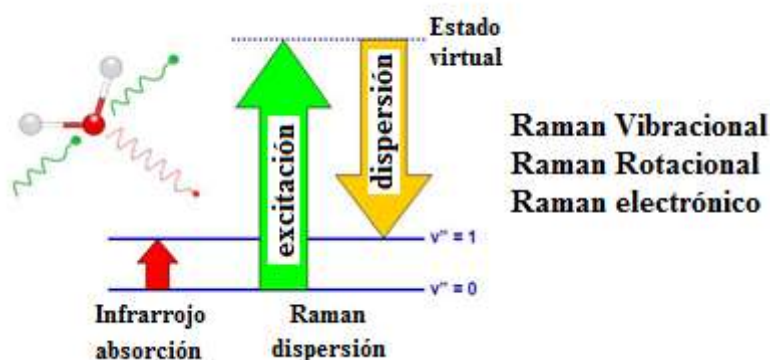 Estado
virtual
excitación
dispersión
Raman Vibracional
Raman Rotacional
Raman electrónico
v" = 1
v" = 0
Infrarrojo
absorción
Raman
dispersión